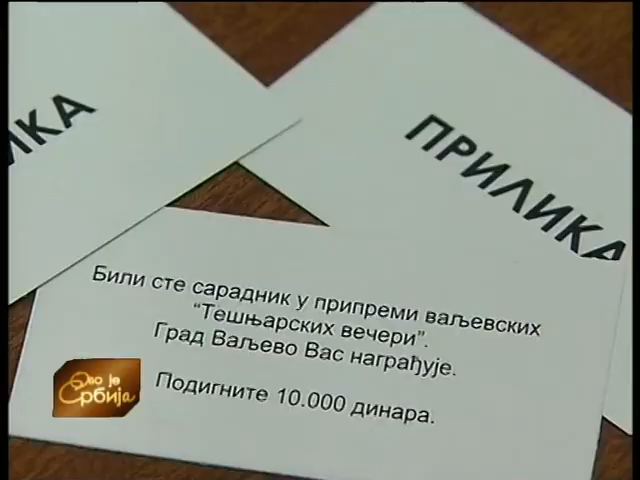 ИКА
ПРИЛИКА
Били сте сарадник у припреми ваљевских
“Тешњарских вечери”.
Град Ваљево Вас награђује.
Подигните 10.000 динара.
Ово је
Србија